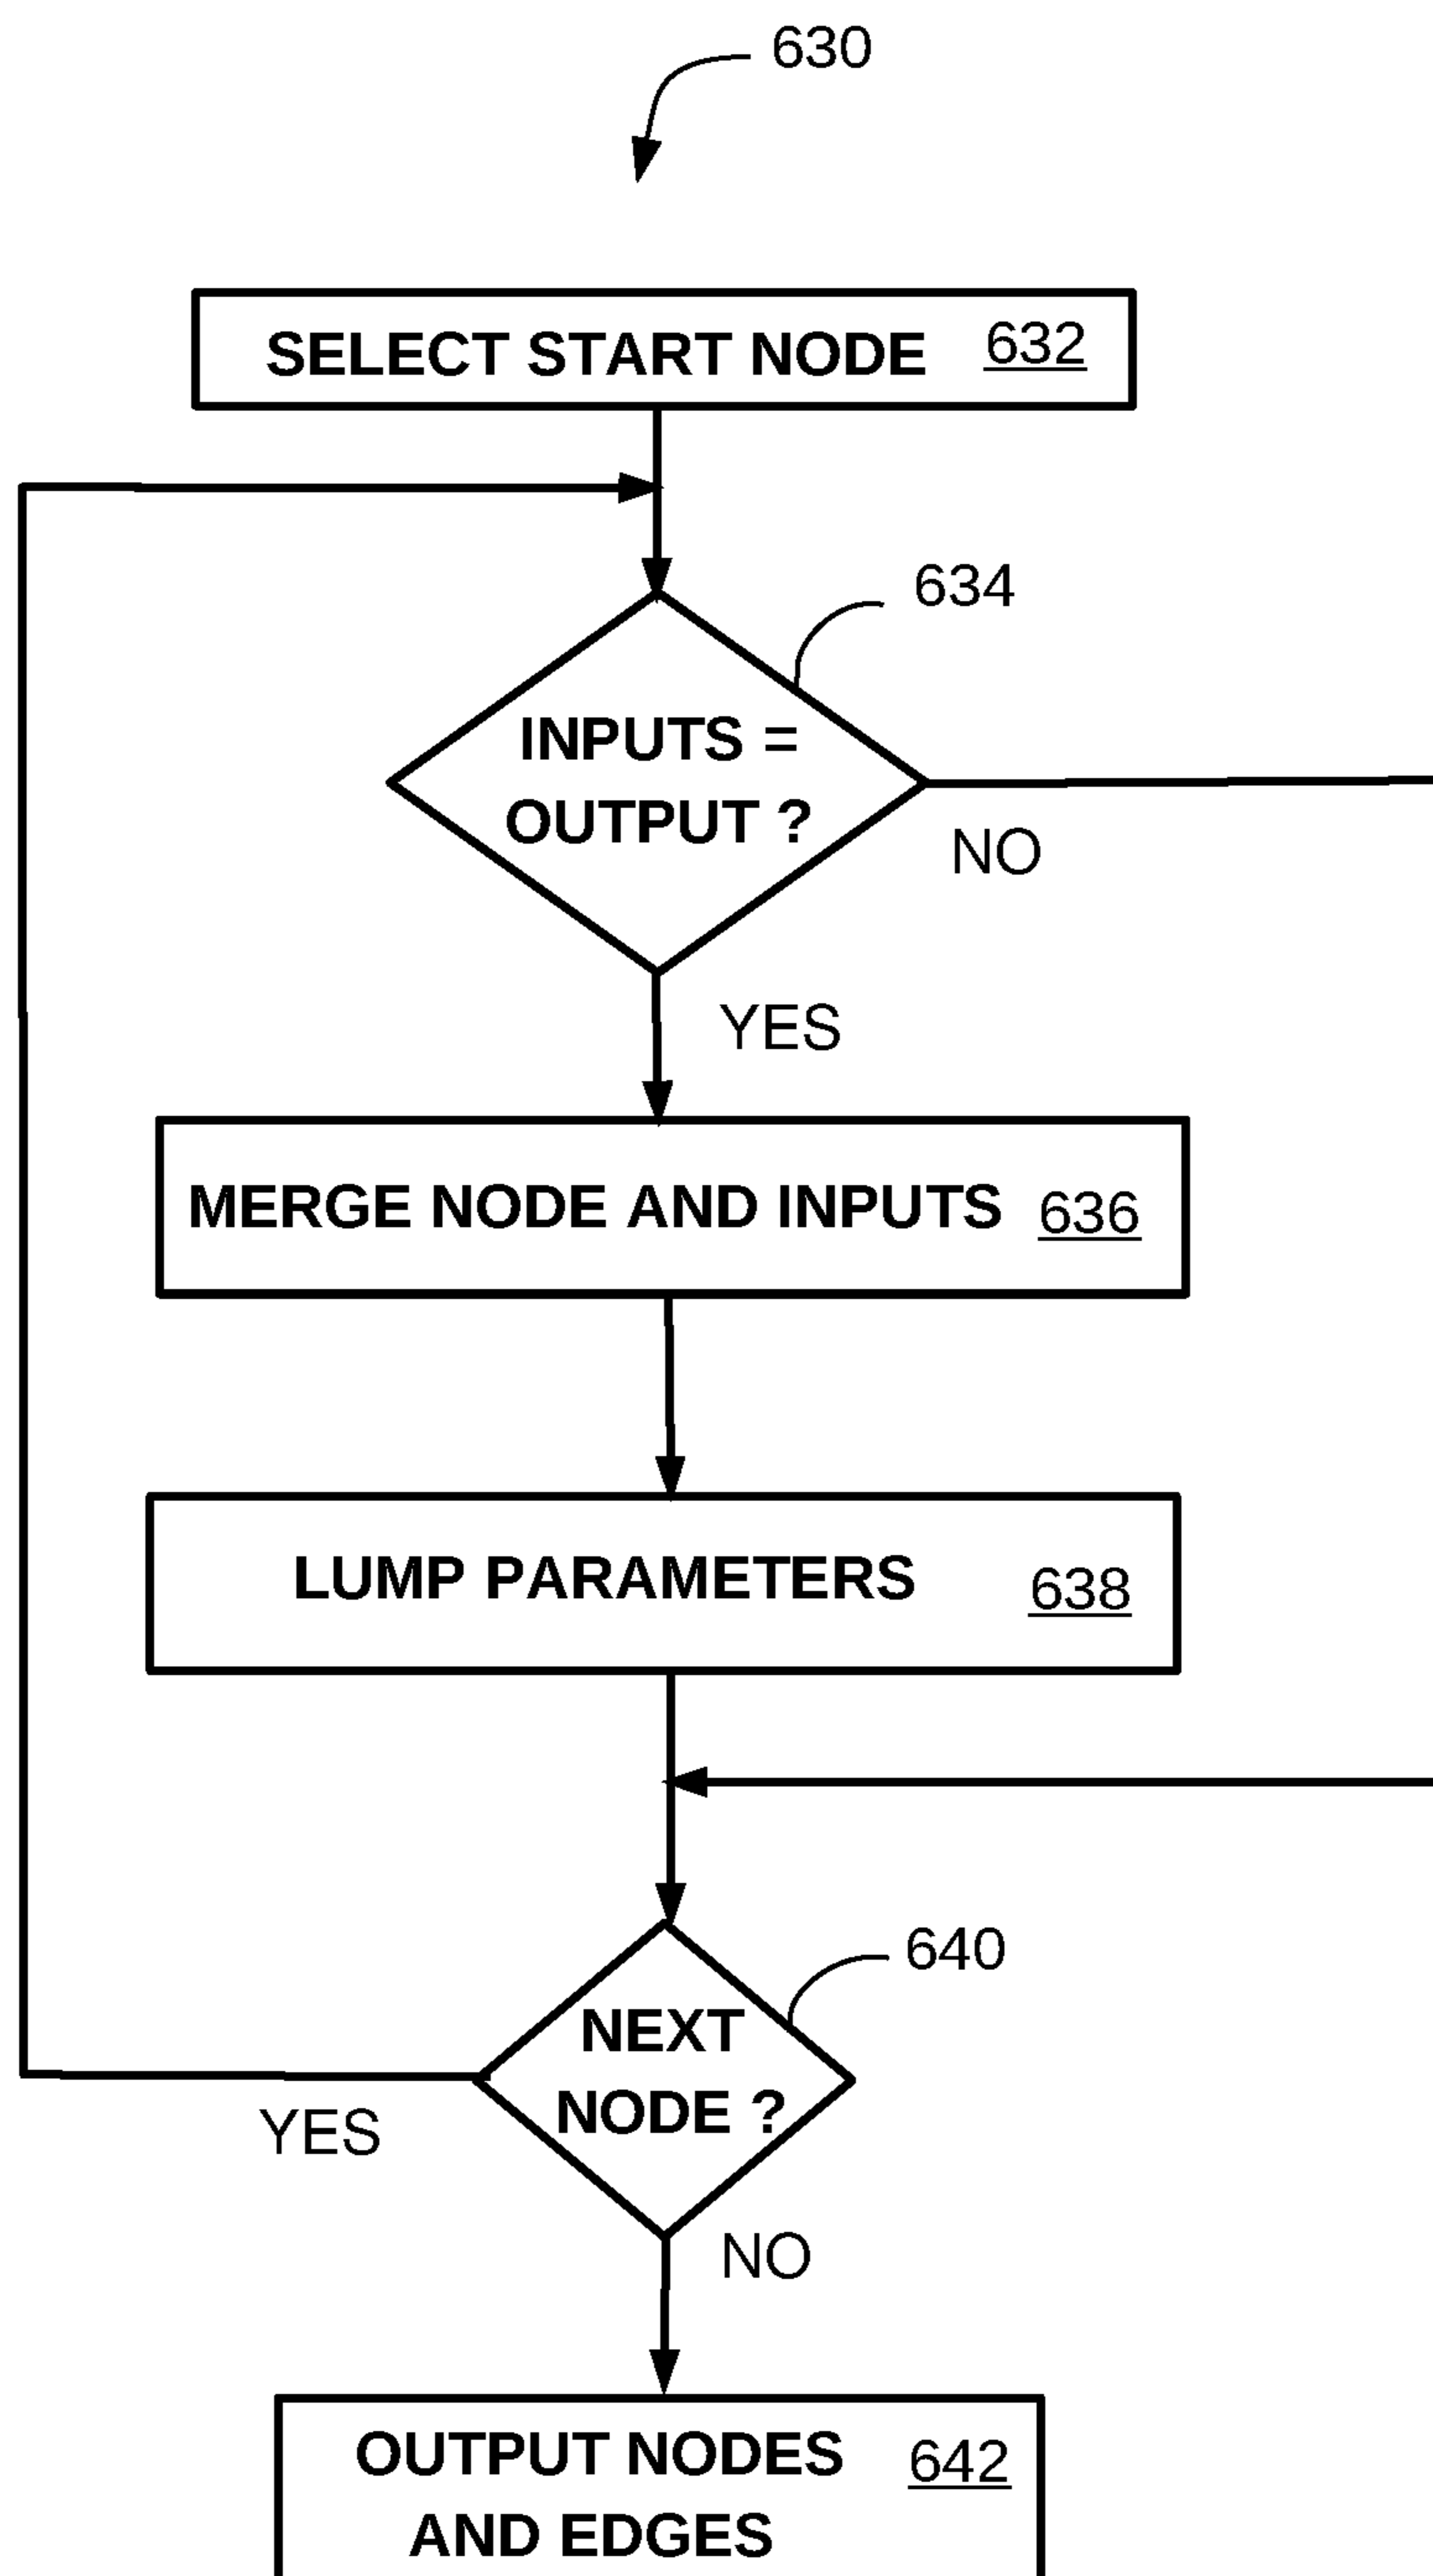 630
SELECT START NODE 632
634
INPUTS =
OUTPUT ?
NO
YES
MERGE NODE AND INPUTS 636
LUMP PARAMETERS 638
640
NEXT
NODE ?
YES
NO
OUTPUT NODES 642
AND EDGES